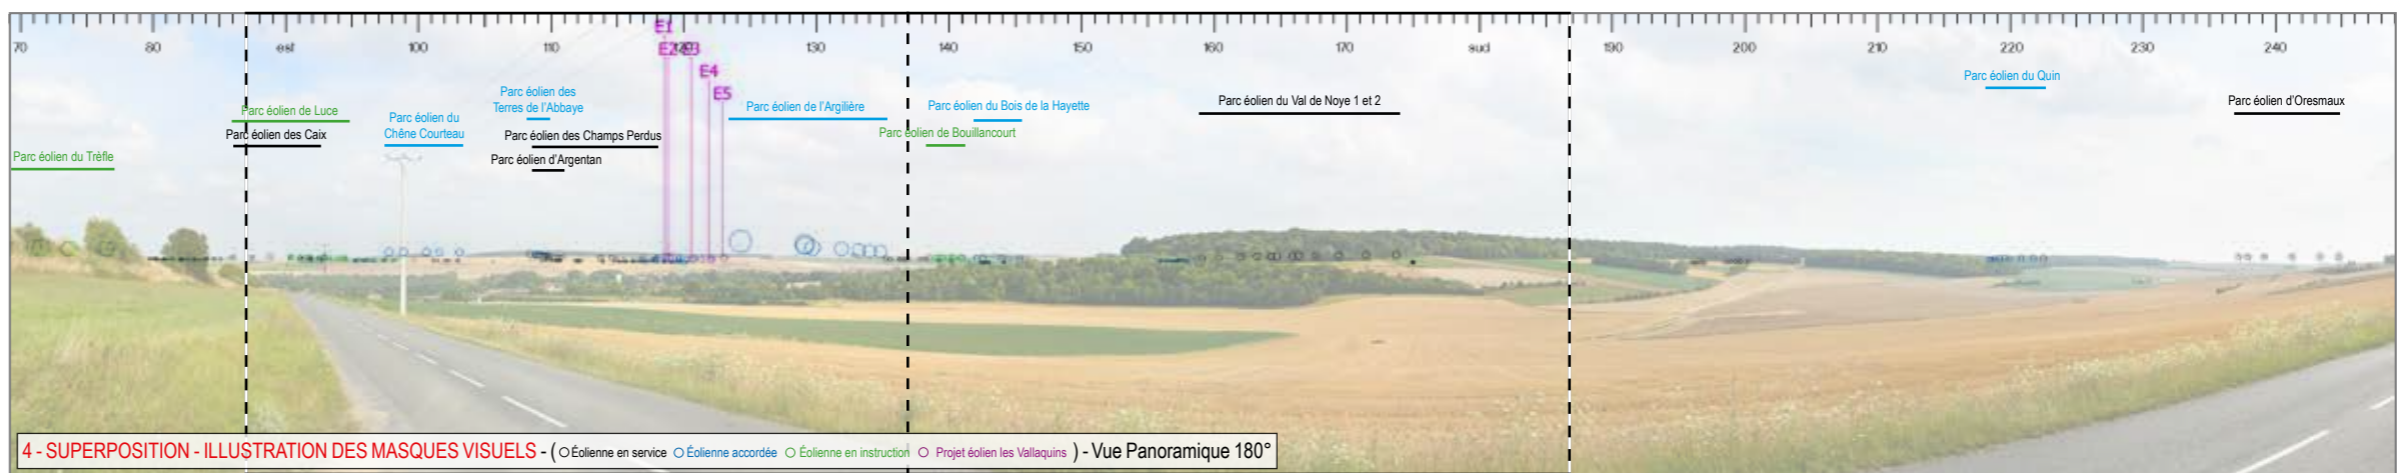 70 80 est 100 110 120 130 140 150 160 170 sud 190 200 210 220 230 240
E1
E2 E3
E4
E5
Parc éolien du Trèfle
Parc éolien de Luce
Parc éolien des Caix
Parc éolien du
Chêne Courteau
Parc éolien des
Terres de l'Abbaye
Parc éolien des Champs Perdus
Parc éolien d'Argentan
Parc éolien de l'Argilière
Parc éolien du Bois de la Hayette
Parc éolien de Bouillancourt
Parc éolien du Val de Noye 1 et 2
Parc éolien du Quin
Parc éolien d'Oresmaux
4 - SUPERPOSITION - ILLUSTRATION DES MASQUES VISUELS - ( Éolienne en service Éolienne accordée Éolienne en instruction Projet éolien les Vallaquins ) - Vue Panoramique 180°